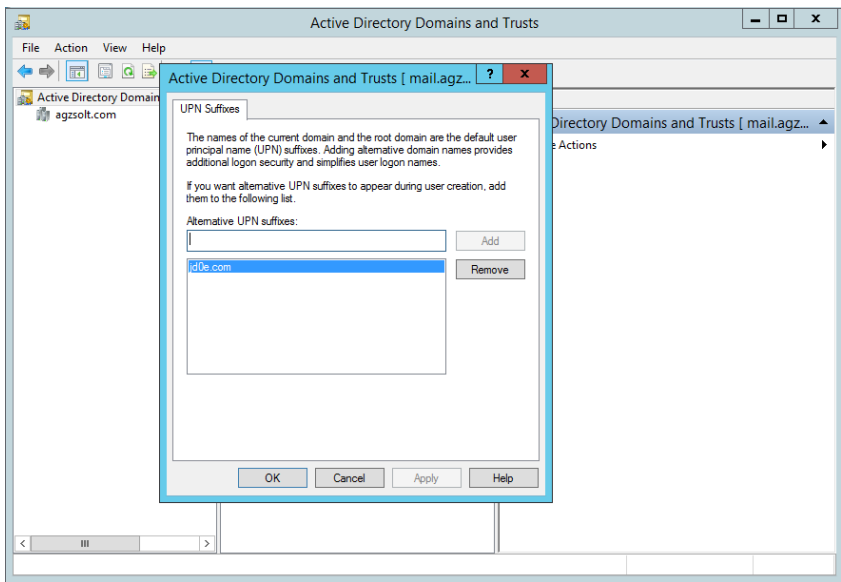 Active Directory Domains and Trusts
File Action View Help
Active Directory Domain
agzsolt.com
Active Directory Domains and Trusts [ mail.agz...
UPN Suffixes
The names of the current domain and the root domain are the default user
principal name (UPN) suffixes. Adding alternative domain names provides
additional logon security and simplifies user logon names.
If you want alternative UPN suffixes to appear during user creation, add
them to the following list.
Alternative UPN suffixes:
Add
jd0e.com
Remove
OK Cancel Apply Help
Directory Domains and Trusts [ mail.agz...
e Actions